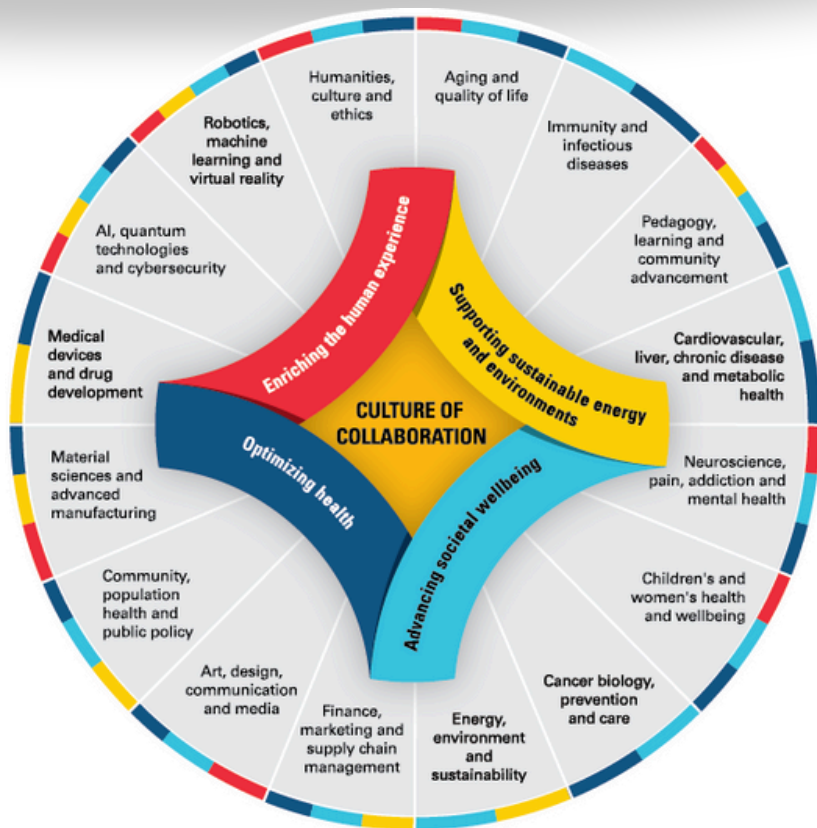 Humanities,
culture and
ethics
Aging and
quality of life
Immunity and
infectious
diseases
Pedagogy,
learning and
community
advancement
Cardiovascular,
liver, chronic disease
and metabolic
health
Neuroscience,
pain, addiction and
mental health
Children's and
women's health
and wellbeing
Cancer biology,
prevention
and care
Energy,
environment
and
sustainability
Finance,
marketing and
supply chain
management
Art, design,
communication
and media
Community,
population
health and
public policy
Material
sciences and
advanced
manufacturing
Medical
devices
and drug
development
AI, quantum
technologies
and cybersecurity
Robotics,
machine
learning and
virtual reality
Enriching the human experience
Supporting sustainable energy
and environments
Advancing societal wellbeing
Optimizing health
CULTURE OF
COLLABORATION